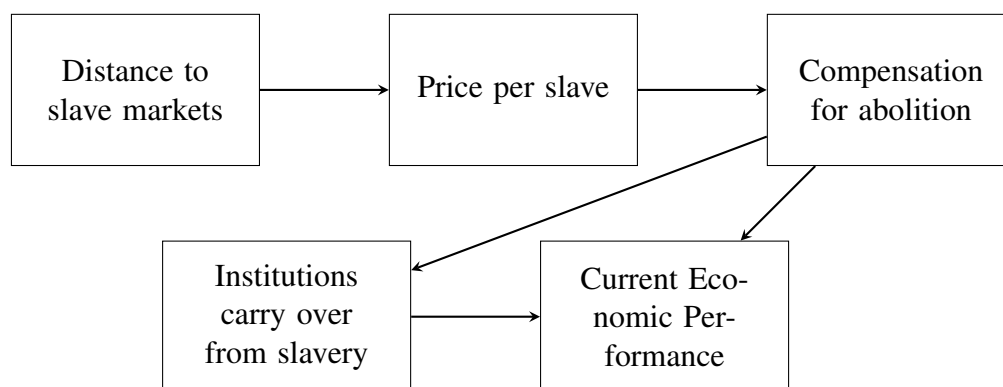 Distance to
slave markets
Price per slave
Compensation
for abolition
Institutions
carry over
from slavery
Current Eco-
nomic Per-
formance